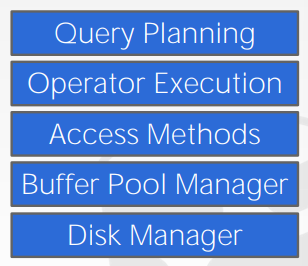 Query Planning
Operator Execution
Access Methods
Buffer Pool Manager
Disk Manager